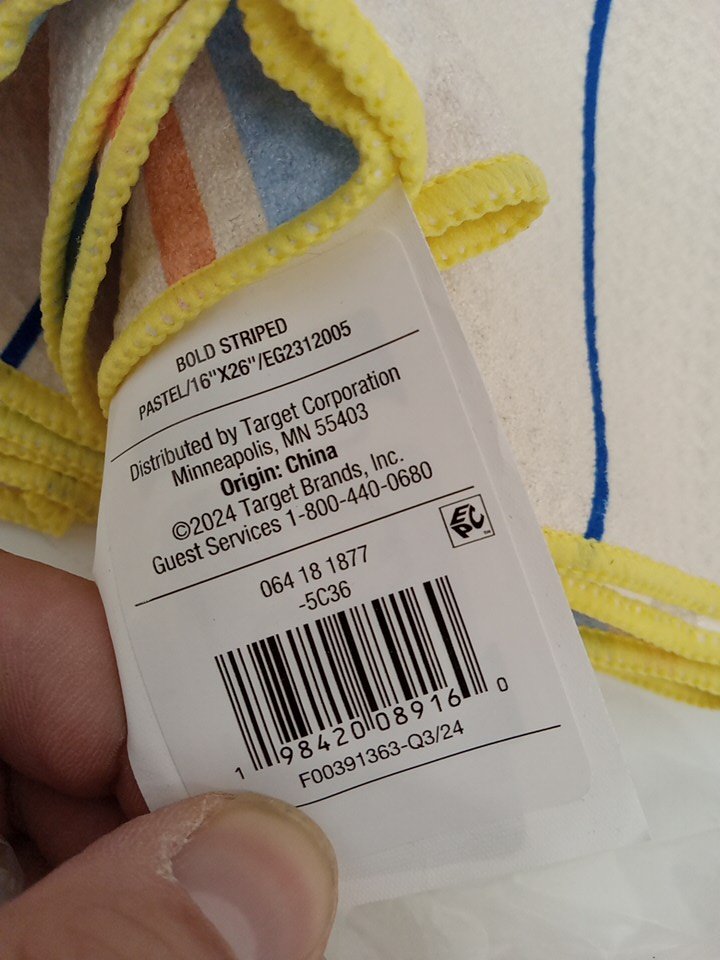 BOLD STRIPED
PASTEL/16"X26"/EG2312005
Distributed by Target Corporation
Minneapolis, MN 55403
Origin: China
©2024 Target Brands, Inc.
Guest Services 1-800-440-0680
EPC™
064 18 1877
-5C36
1 98420 08916 0
F00391363-Q3/24